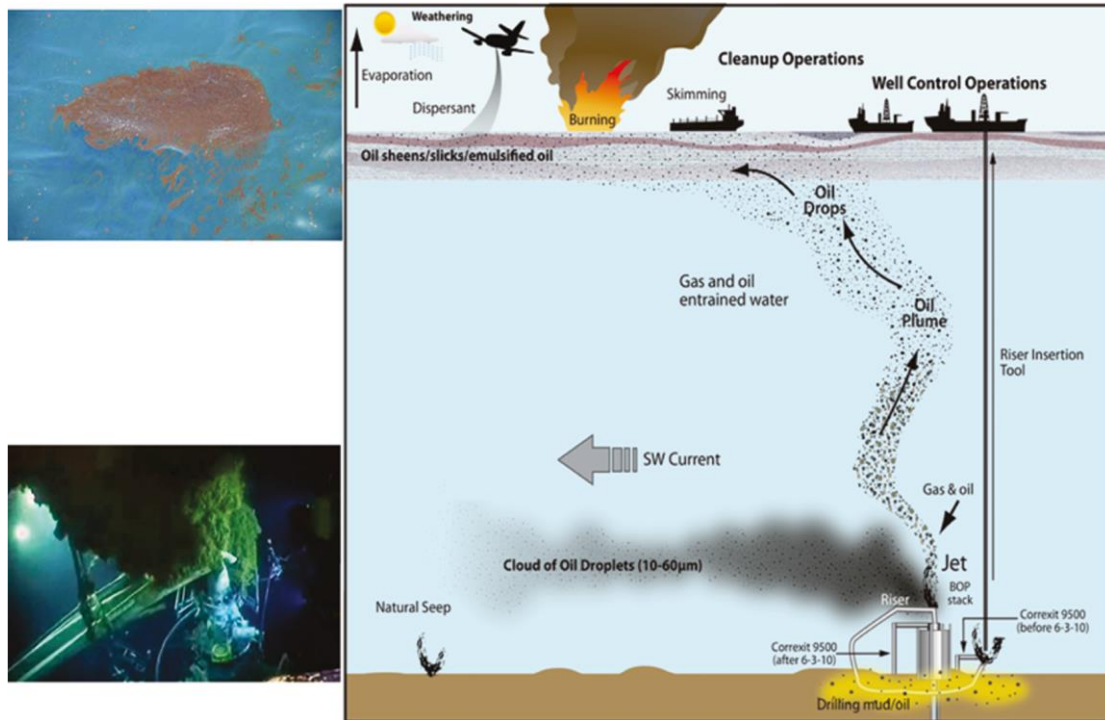 Weathering
Evaporation
Dispersant
Burning
Cleanup Operations
Skimming
Well Control Operations
Oil sheens/slicks/emulsified oil
Oil
Drops
Gas and oil
entrained water
Oil
Plume
Riser Insertion
Tool
SW Current
Gas & oil
Cloud of Oil Droplets (10-60µm)
Jet
BOP
stack
Riser
Natural Seep
Correxit 9500
(before 6-3-10)
Correxit 9500
(after 6-3-10)
Drilling mud/oil